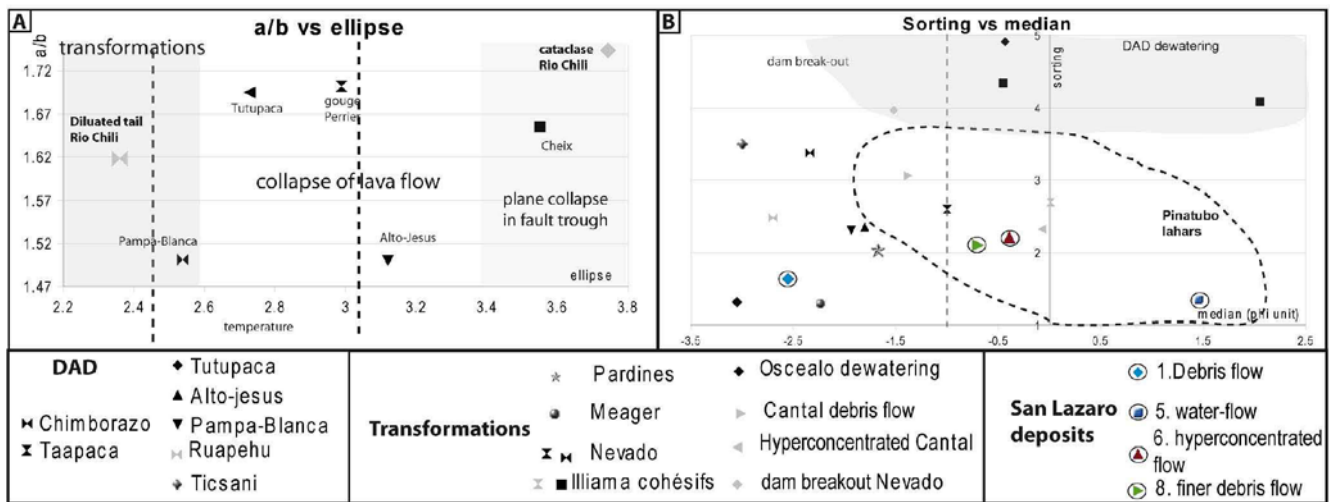 A
a/b vs ellipse
a/b
transformations
cataclase
Rio Chili
1.72
Tutupaca
gouge
Perrier
1.67
Diluated tail
Rio Chili
Cheix
1.62
collapse of lava flow
1.57
plane collapse
in fault trough
Pampa-Blanca
Alto-Jesus
1.52
ellipse
1.47
2.2
2.4
2.6
2.8
3
3.2
3.4
3.6
3.8
temperature
B
Sorting vs median
5
dam break-out
sorting
DAD dewatering
4
3
Pinatubo
lahars
2
median (phi unit)
1
-3.5
-2.5
-1.5
-0.5
0.5
1.5
2.5
DAD
Chimborazo
Taapaca
Tutupaca
Alto-jesus
Pampa-Blanca
Ruapehu
Ticsani
Transformations
Pardines
Meager
Nevado
Illiama cohésifs
Oscealo dewatering
Cantal debris flow
Hyperconcentrated Cantal
dam breakout Nevado
San Lazaro
deposits
1.Debris flow
5. water-flow
6. hyperconcentrated
flow
8. finer debris flow